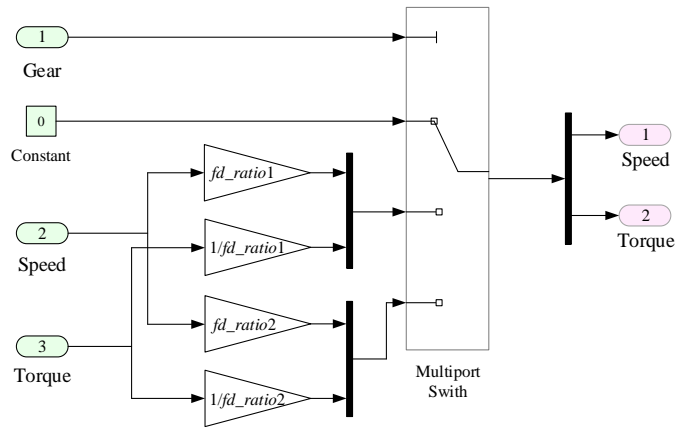 1
Gear
0
Constant
fd_ratio1
1
Speed
2
Speed
1/fd_ratio1
2
Torque
fd_ratio2
3
Torque
1/fd_ratio2
Multiport
Swith